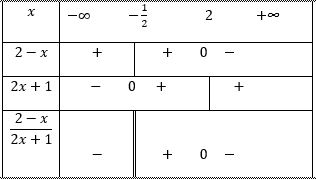 x −∞ −1/2 2 +∞
2 − x + + 0 −
2x + 1 − 0 + +
(2 − x)/(2x + 1) − + 0 −